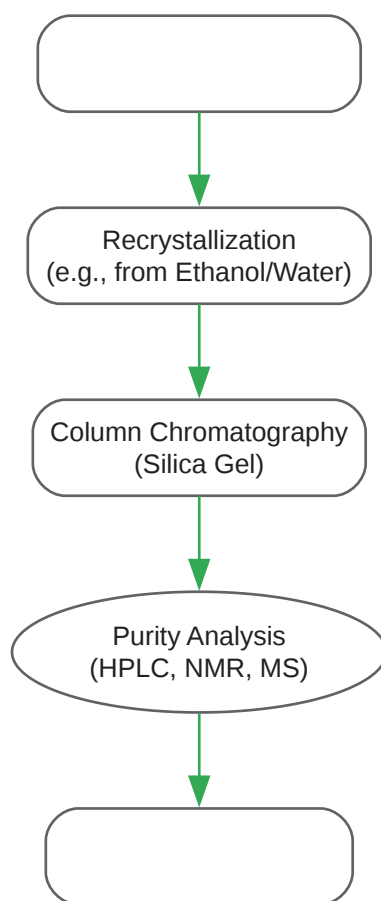 Recrystallization
(e.g., from Ethanol/Water)
Column Chromatography
(Silica Gel)
Purity Analysis
(HPLC, NMR, MS)